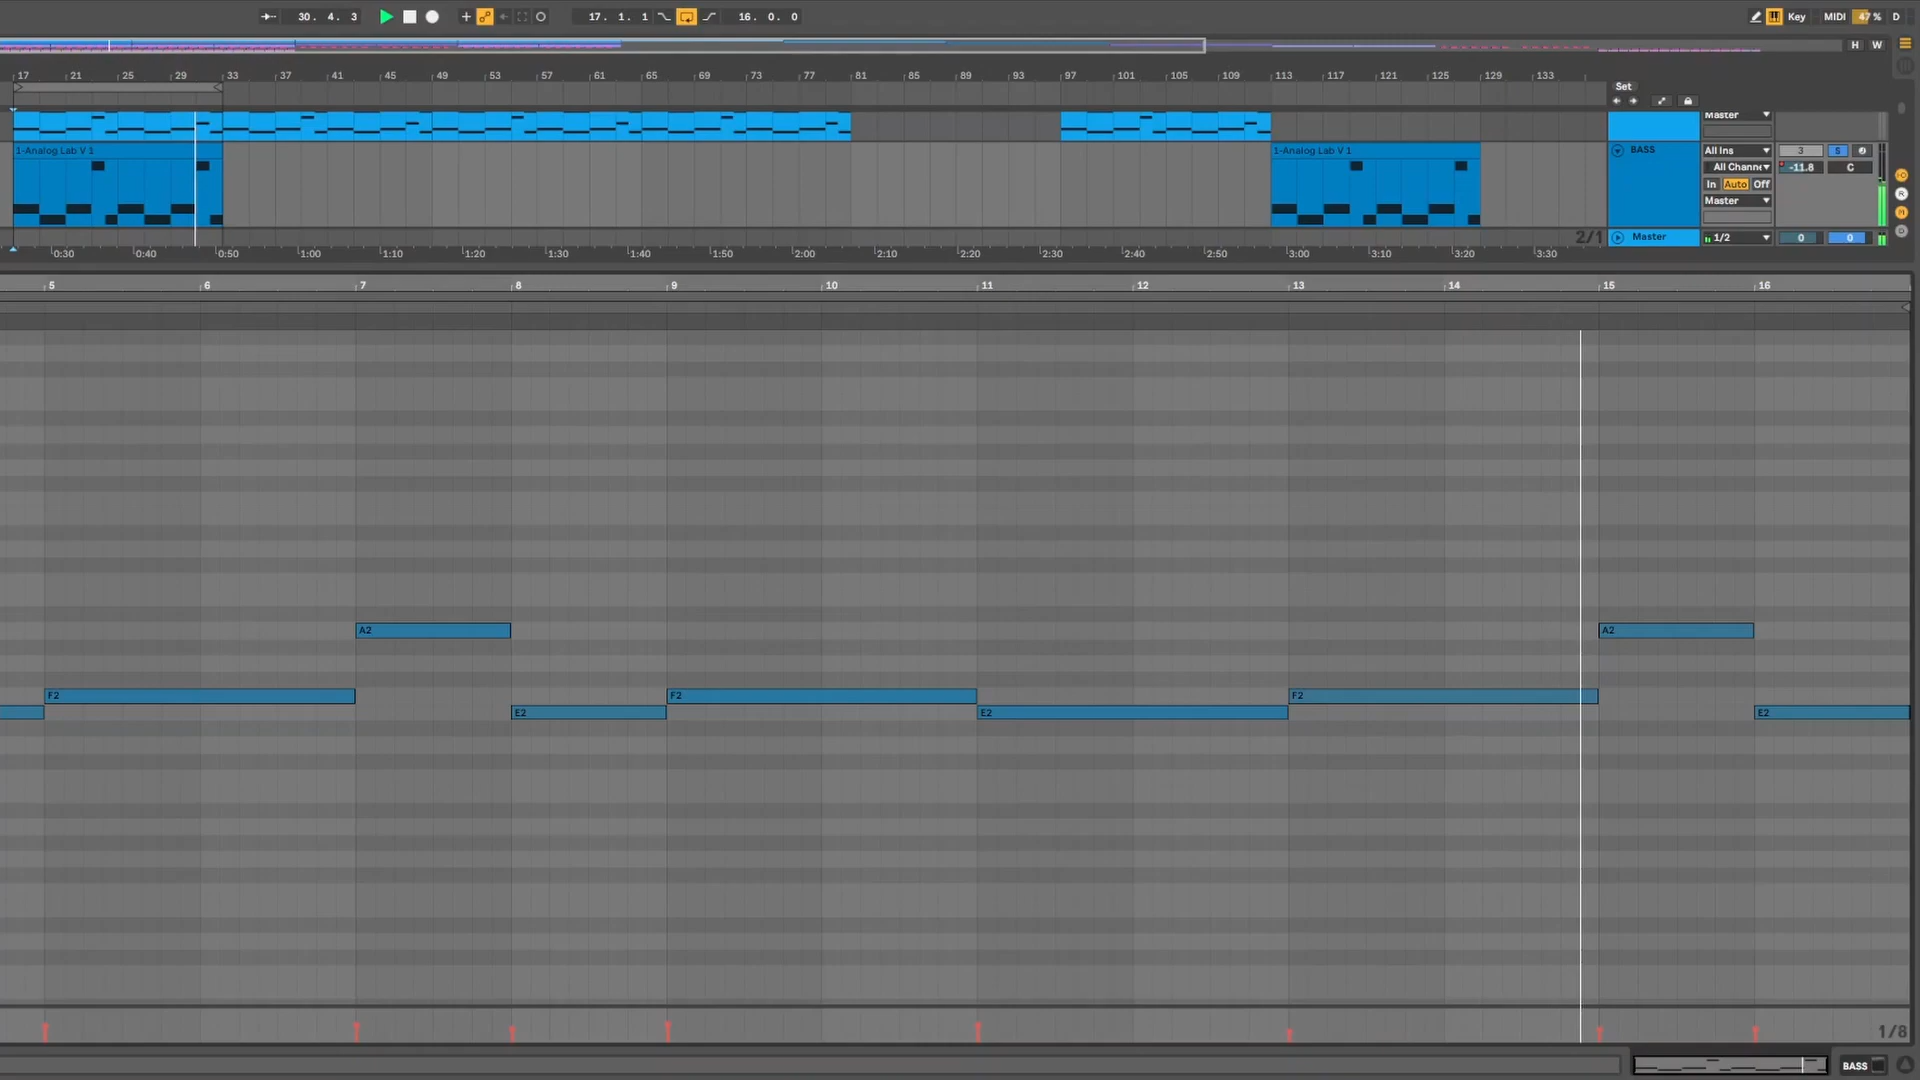 30. 4. 3
17. 1. 1
16. 0. 0
Key
MIDI
47 %
D
H
W
17 21 25 29 33 37 41 45 49 53 57 61 65 69 73 77 81 85 89 93 97 101 105 109 113 117 121 125 129 133
Set
Master
1-Analog Lab V 1
1-Analog Lab V 1
BASS
All Ins
3
S
All Channe
-11.8
C
In
Auto
Off
Master
2/1
Master
1/2
0
0
0:30 0:40 0:50 1:00 1:10 1:20 1:30 1:40 1:50 2:00 2:10 2:20 2:30 2:40 2:50 3:00 3:10 3:20 3:30
R
M
D
5 6 7 8 9 10 11 12 13 14 15 16
A2
A2
F2
F2
F2
E2
E2
E2
1/8
BASS